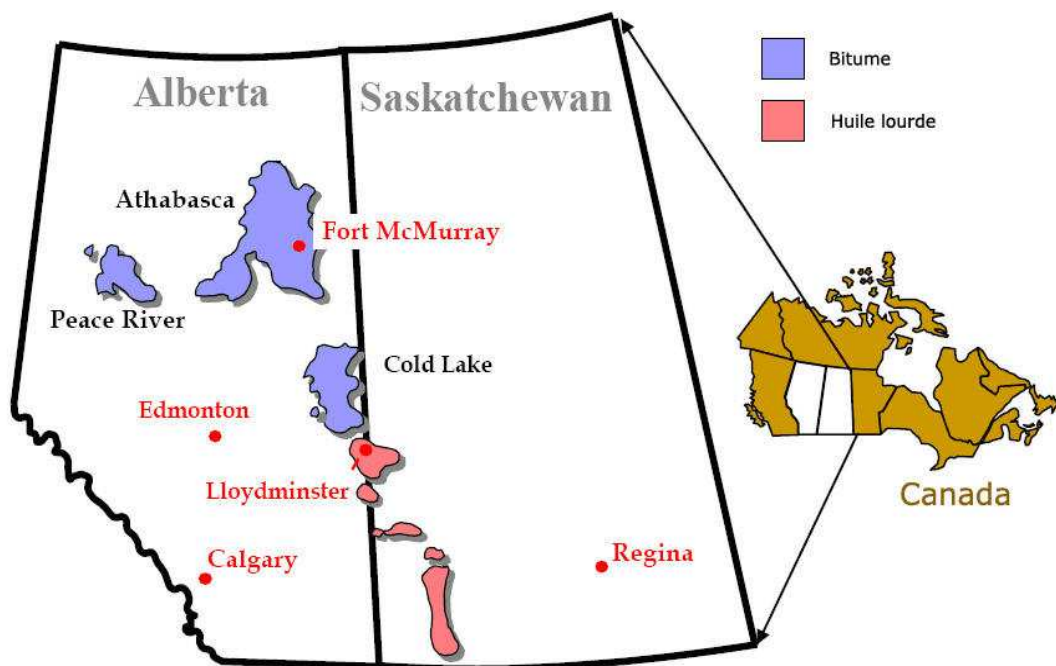 Bitume
Huile lourde
Alberta
Saskatchewan
Athabasca
Fort McMurray
Peace River
Cold Lake
Edmonton
Lloydminster
Calgary
Regina
Canada